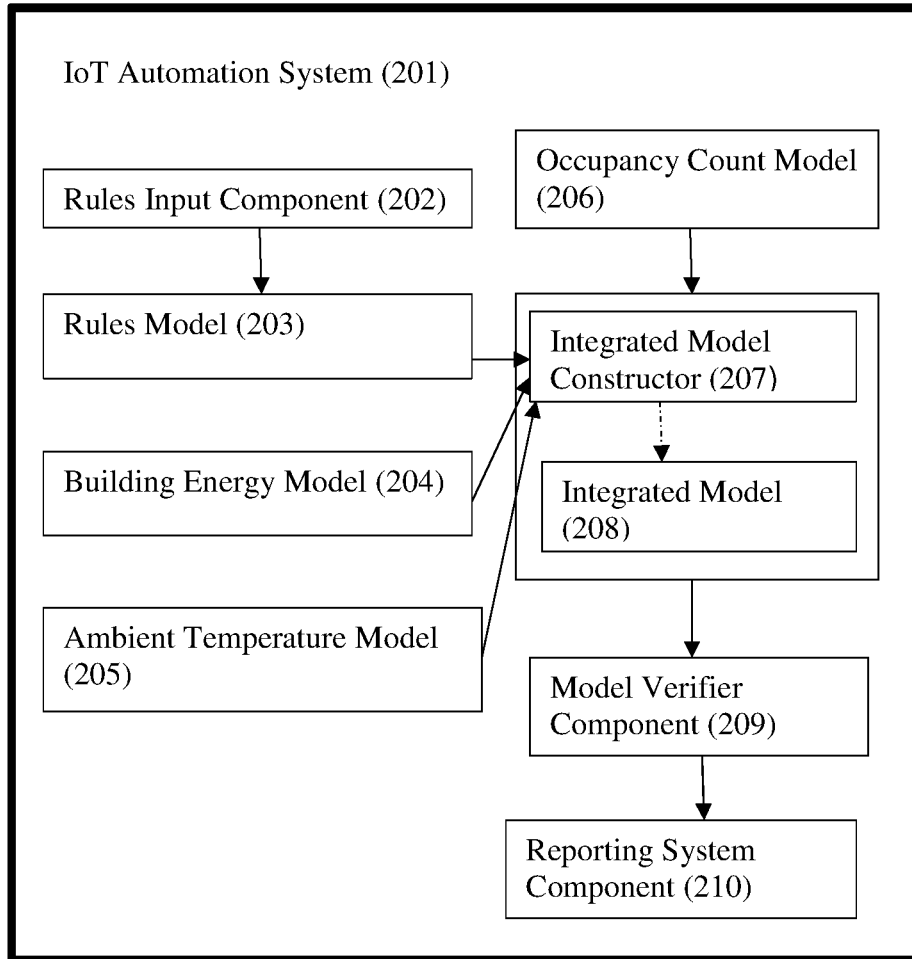 IoT Automation System (201)
Rules Input Component (202)
Rules Model (203)
Building Energy Model (204)
Ambient Temperature Model
(205)
Occupancy Count Model
(206)
Integrated Model
Constructor (207)
Integrated Model
(208)
Model Verifier
Component (209)
Reporting System
Component (210)